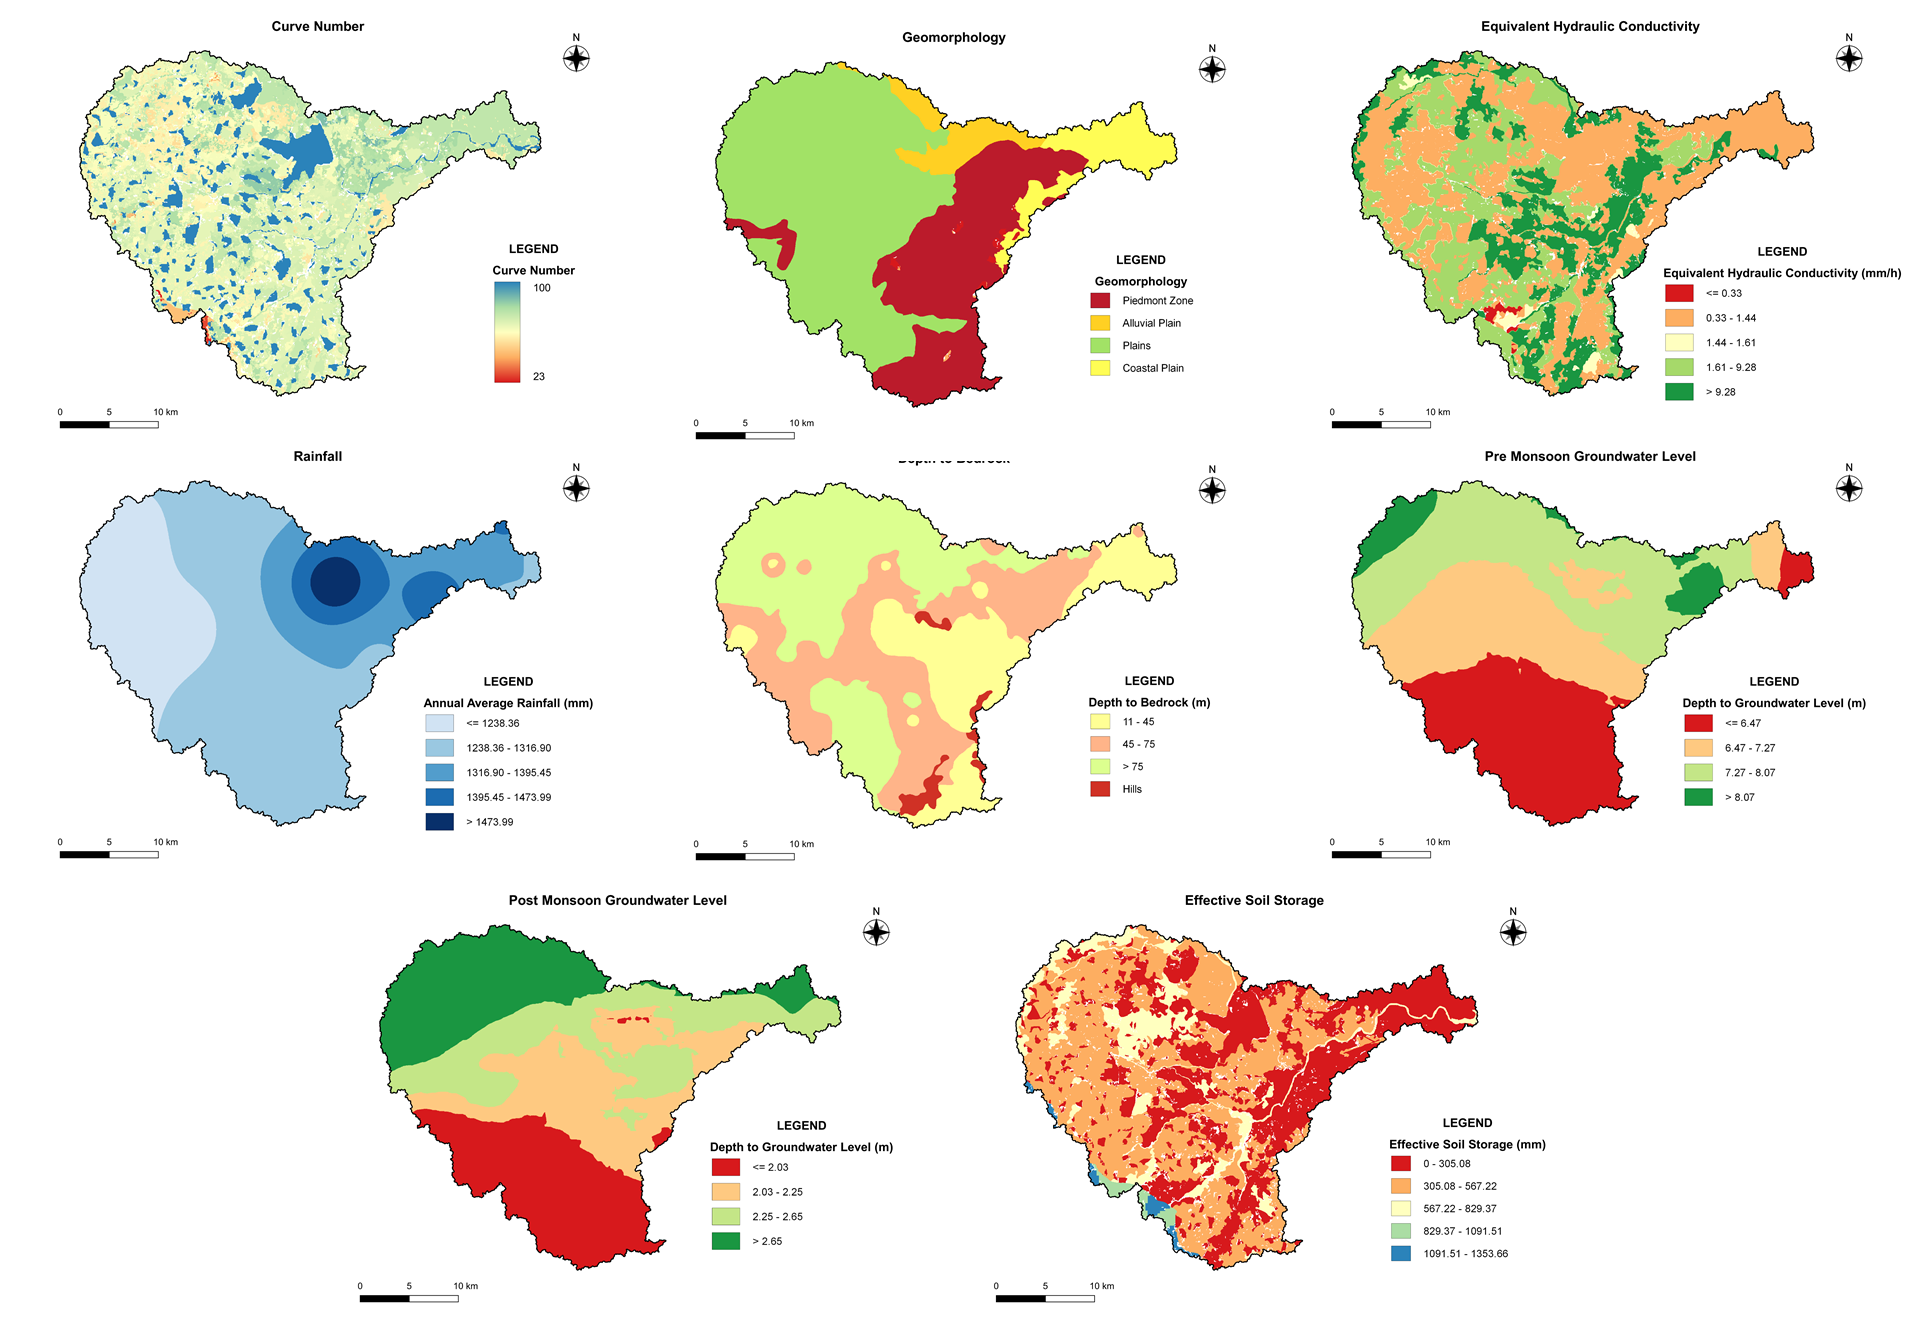 Curve Number
N
LEGEND
Curve Number
100
23
0 5 10 km
Geomorphology
N
LEGEND
Geomorphology
Piedmont Zone
Alluvial Plain
Plains
Coastal Plain
0 5 10 km
Equivalent Hydraulic Conductivity
N
LEGEND
Equivalent Hydraulic Conductivity (mm/h)
<= 0.33
0.33 - 1.44
1.44 - 1.61
1.61 - 9.28
> 9.28
0 5 10 km
Rainfall
N
LEGEND
Annual Average Rainfall (mm)
<= 1238.36
1238.36 - 1316.90
1316.90 - 1395.45
1395.45 - 1473.99
> 1473.99
0 5 10 km
Depth to Bedrock
N
LEGEND
Depth to Bedrock (m)
11 - 45
45 - 75
> 75
Hills
0 5 10 km
Pre Monsoon Groundwater Level
N
LEGEND
Depth to Groundwater Level (m)
<= 6.47
6.47 - 7.27
7.27 - 8.07
> 8.07
0 5 10 km
Post Monsoon Groundwater Level
N
LEGEND
Depth to Groundwater Level (m)
<= 2.03
2.03 - 2.25
2.25 - 2.65
> 2.65
0 5 10 km
Effective Soil Storage
N
LEGEND
Effective Soil Storage (mm)
0 - 305.08
305.08 - 567.22
567.22 - 829.37
829.37 - 1091.51
1091.51 - 1353.66
0 5 10 km